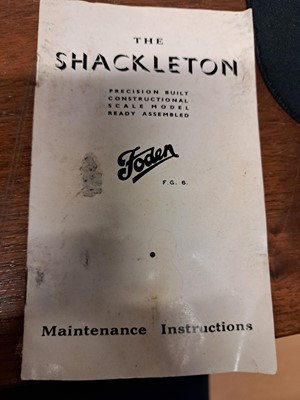 THE
SHACKLETON
PRECISION BUILT
CONSTRUCTIONAL
SCALE MODEL
READY ASSEMBLED
Foden
F.G. 6.
Maintenance Instructions